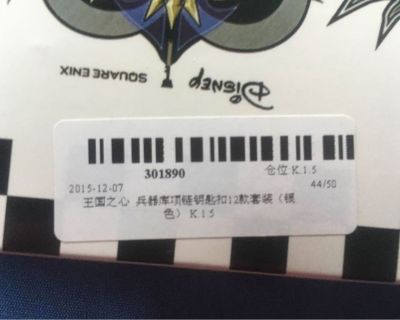 SQUARE ENIX
Disney
301890
仓位:K.1.5
2015-12-07
44/50
王国之心 兵器库项链钥匙扣12款套装（银
色） K.1.5